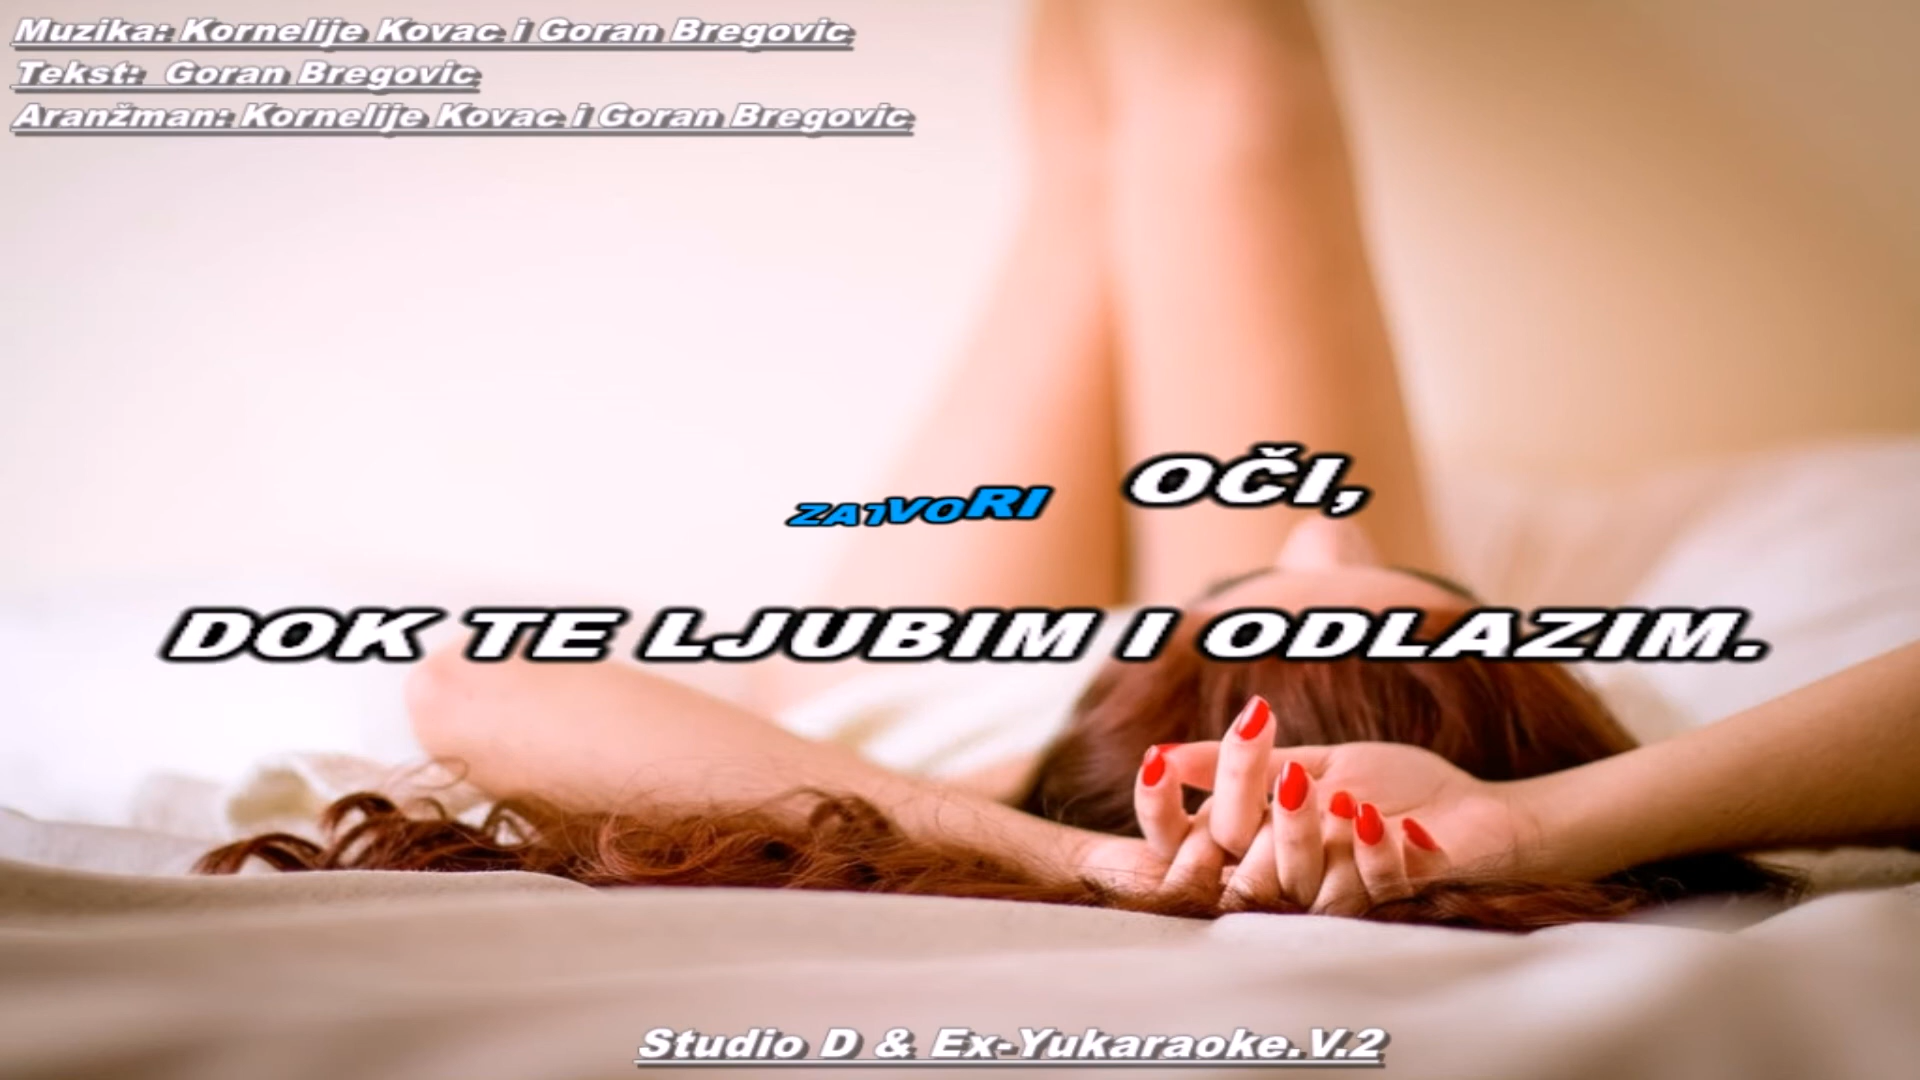 Muzika: Kornelije Kovac i Goran Bregovic
Tekst: Goran Bregovic
Aranžman: Kornelije Kovac i Goran Bregovic
ZATVORI OČI,
DOK TE LJUBIM I ODLAZIM.
Studio D & Ex-Yukaraoke.V.2